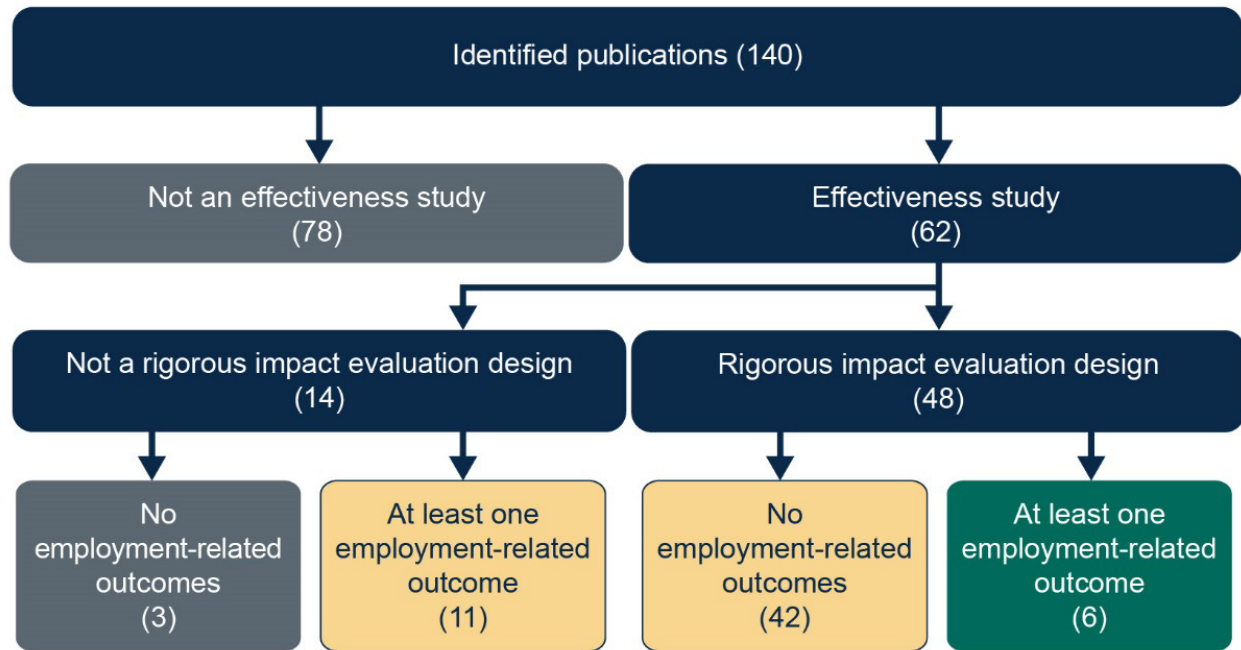 Identified publications (140)
Not an effectiveness study
(78)
Effectiveness study
(62)
Not a rigorous impact evaluation design
(14)
Rigorous impact evaluation design
(48)
No
employment-related
outcomes
(3)
At least one
employment-related
outcome
(11)
No
employment-related
outcomes
(42)
At least one
employment-related
outcome
(6)